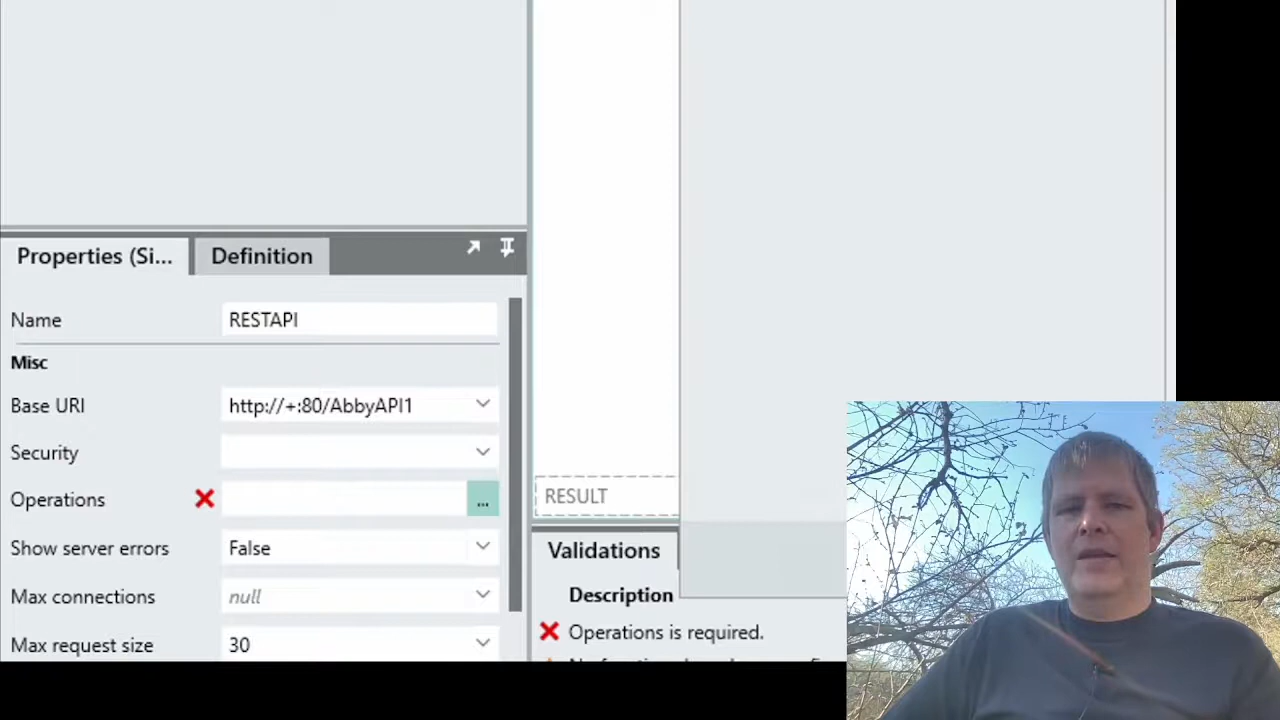 Properties (Si...
Definition
Name
RESTAPI
Misc
Base URI
http://+:80/AbbyAPI1
Security
Operations
...
RESULT
Show server errors
False
Validations
Max connections
null
Description
Max request size
30
Operations is required.